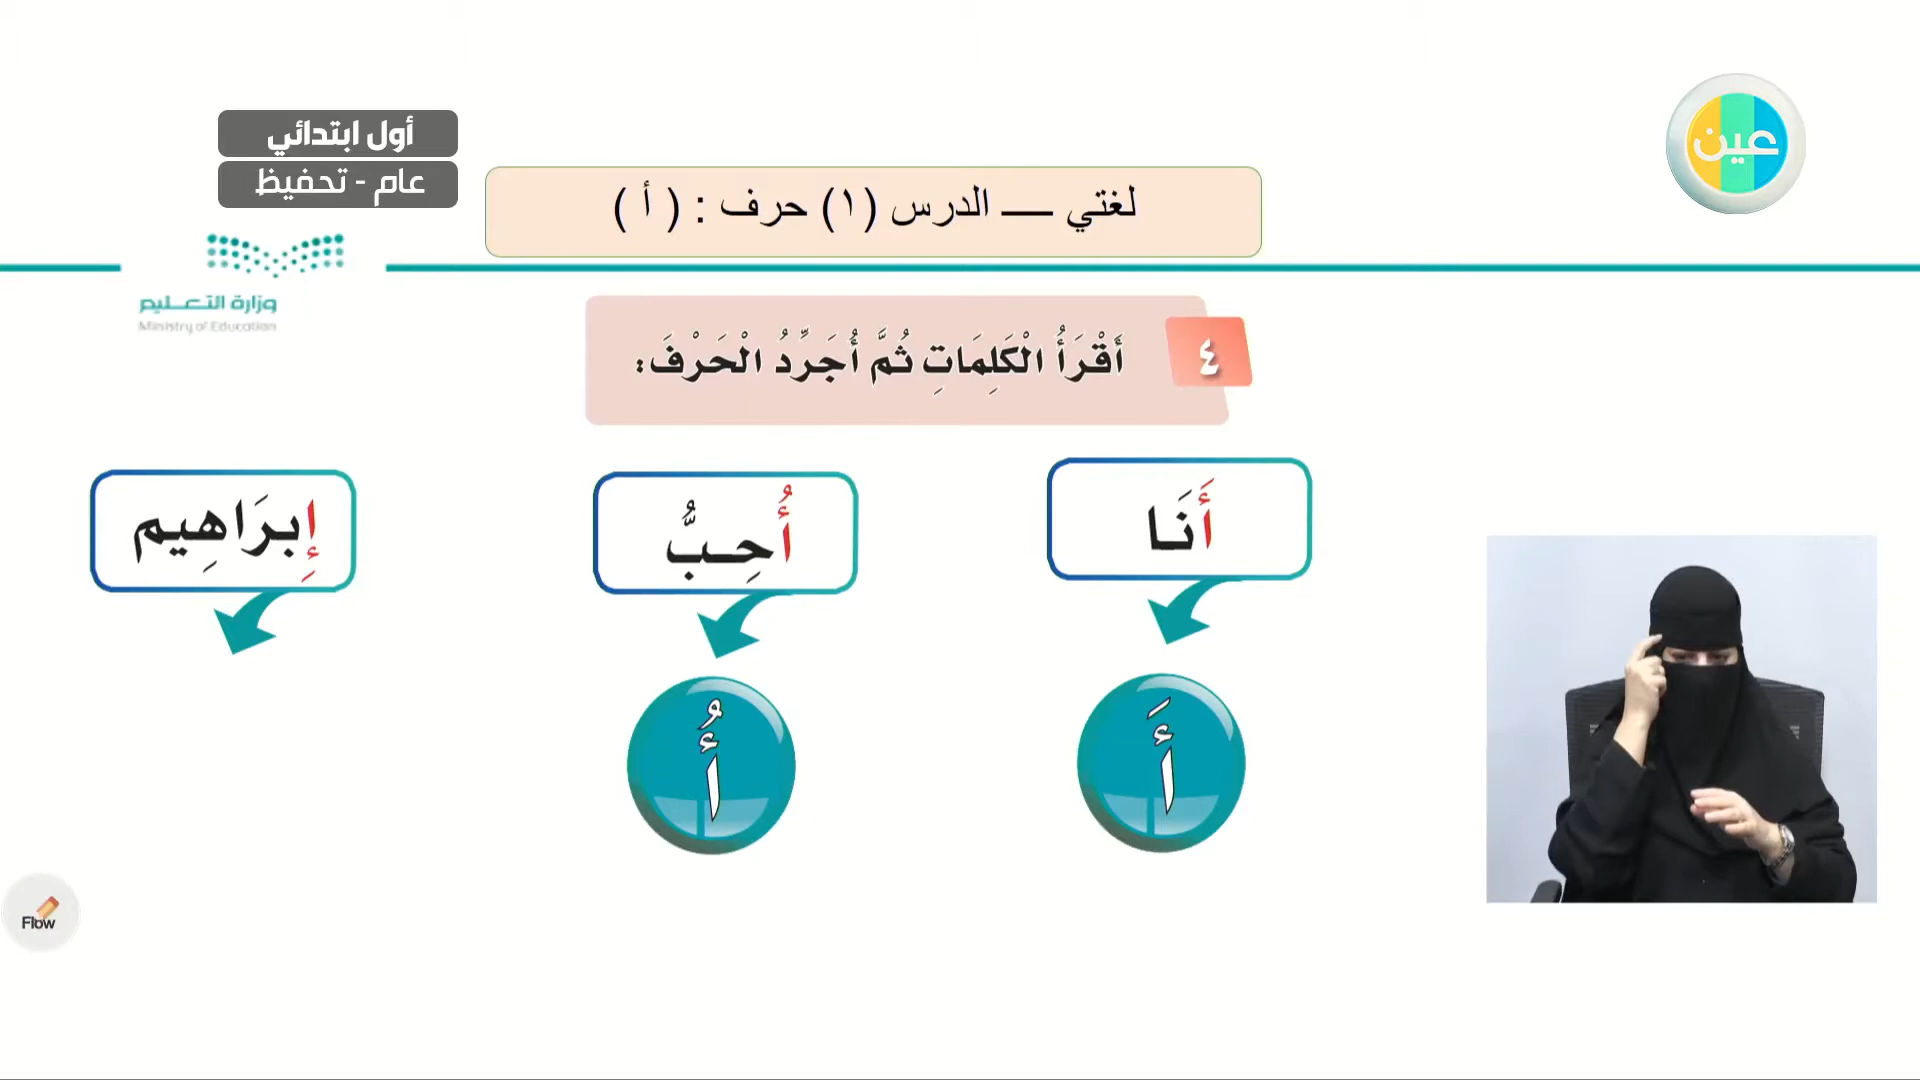 عين
أول ابتدائي
عام - تحفيظ
لغتي — الدرس (١) حرف : ( أ )
وزارة التعليم
Ministry of Education
٤
أَقْرَأُ الْكَلِمَاتِ ثُمَّ أُجَرِّدُ الْحَرْفَ:
أَنَا
أُحِبُّ
إِبرَاهِيم
أَ
أُ
Flow